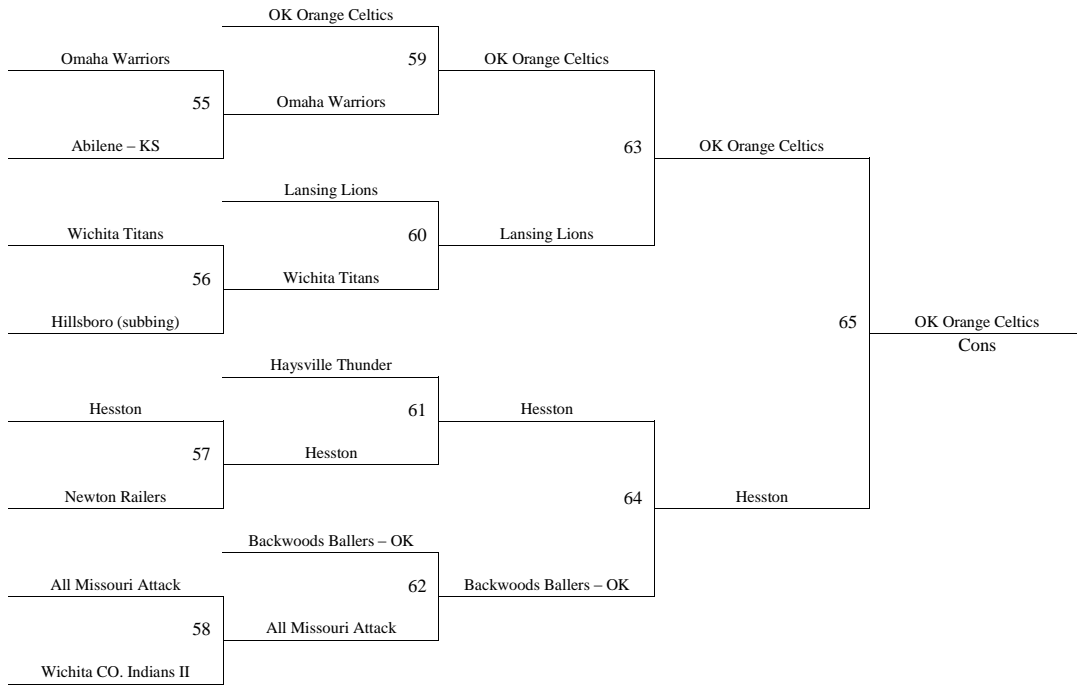 OK Orange Celtics
Omaha Warriors
59
OK Orange Celtics
55
Omaha Warriors
Abilene – KS
63
OK Orange Celtics
Lansing Lions
Wichita Titans
60
Lansing Lions
56
Wichita Titans
Hillsboro (subbing)
65
OK Orange Celtics
Cons
Haysville Thunder
Hesston
61
Hesston
57
Hesston
Newton Railers
64
Hesston
Backwoods Ballers – OK
All Missouri Attack
62
Backwoods Ballers – OK
58
All Missouri Attack
Wichita CO. Indians II